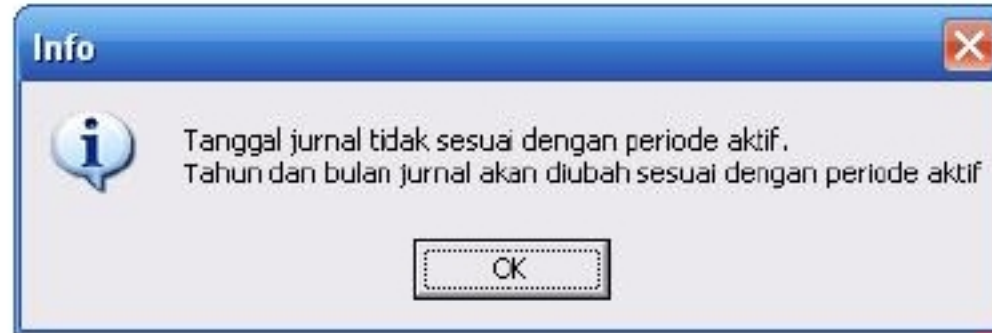 Info
Tanggal jurnal tidak sesuai dengan periode aktif.
Tahun dan bulan jurnal akan diubah sesuai dengan periode aktif
OK